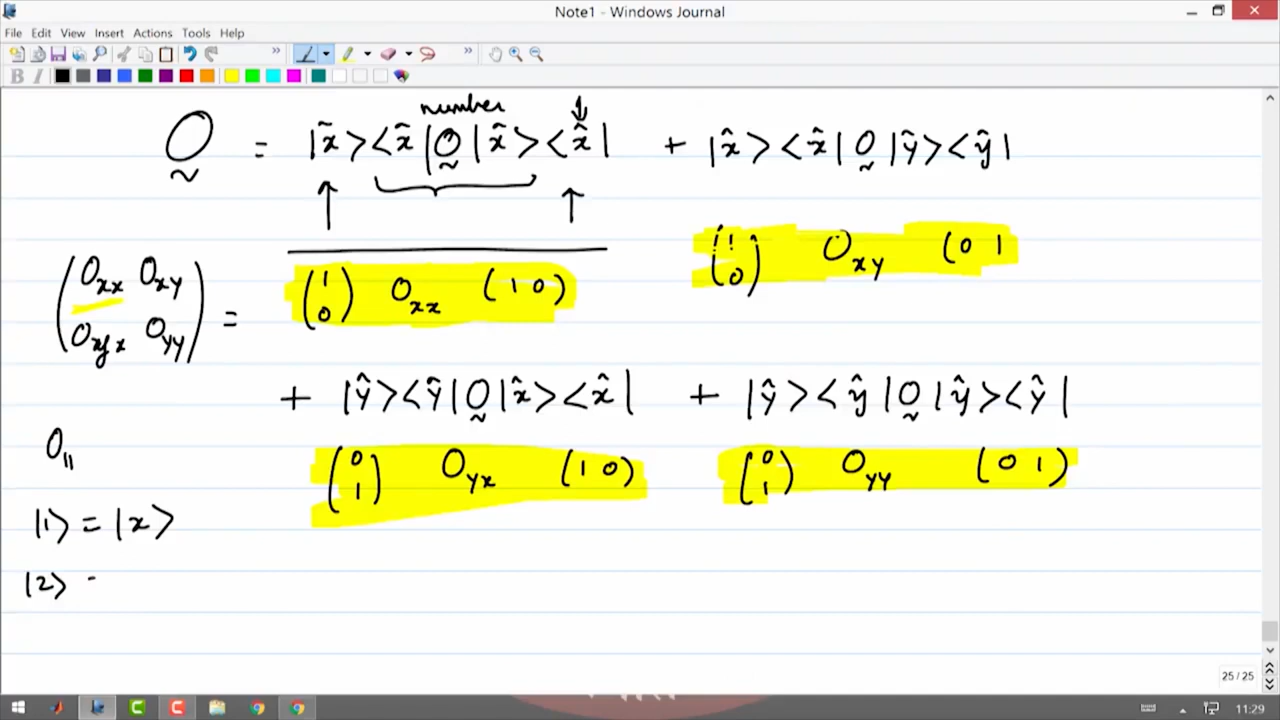 Note1 - Windows Journal
File Edit View Insert Actions Tools Help
B I
number
O̰ = |x̂> <x̂|O̰|x̂> <x̂| + |x̂> <x̂|O̰|ŷ> <ŷ|
(1 0) O_xy (0 1
(O_xx O_xy = (1 0) O_xx (1 0)
O_yx O_yy)
+ |ŷ> <ŷ|O̰|x̂> <x̂| + |ŷ> <ŷ|O̰|ŷ> <ŷ|
O_11 (0 1) O_yx (1 0) (0 1) O_yy (0 1)
|1> = |x>
|2> -
25 / 25
11:29